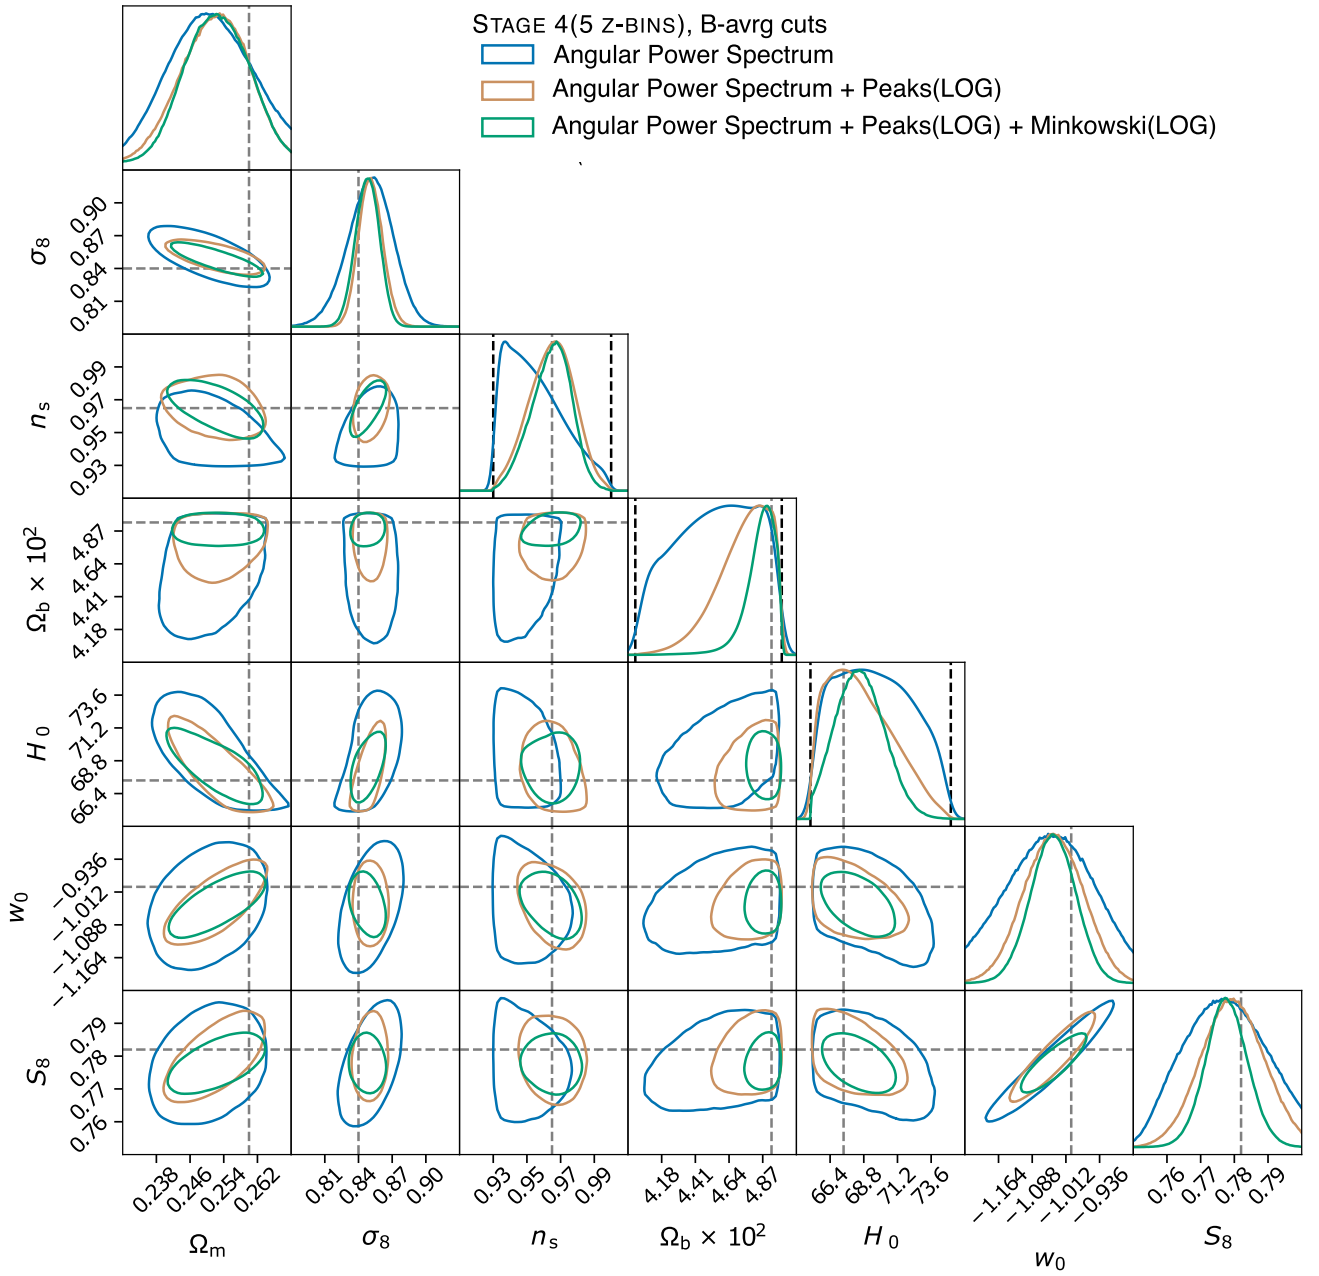 STAGE 4(5 Z-BINS), B-avrg cuts
Angular Power Spectrum
Angular Power Spectrum + Peaks(LOG)
Angular Power Spectrum + Peaks(LOG) + Minkowski(LOG)
σ8
0.90
0.87
0.84
0.81
ns
0.99
0.97
0.95
0.93
Ωb × 10²
4.87
4.64
4.41
4.18
H0
73.6
71.2
68.8
66.4
w0
−0.936
−1.012
−1.088
−1.164
S8
0.79
0.78
0.77
0.76
0.238 0.246 0.254 0.262 0.81 0.84 0.87 0.90 0.93 0.95 0.97 0.99 4.18 4.41 4.64 4.87 66.4 68.8 71.2 73.6 −1.164 −1.088 −1.012 −0.936 0.76 0.77 0.78 0.79
Ωm σ8 ns Ωb × 10² H0 w0 S8